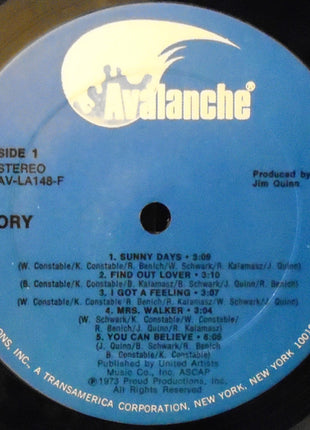 Avalanche®
SIDE 1
STEREO
AV-LA148-F
Produced by
Jim Quinn
ORY
1. SUNNY DAYS • 3:09
(W. Constable/K. Constable/R. Benich/W. Schwark/R. Kalamasz/J. Quinn)
2. FIND OUT LOVER • 3:10
(B. Constable/K. Constable/B. Kalamasz/B. Schwark/R. Benich/J. Quinn)
3. I GOT A FEELING • 3:07
(W. Constable/K. Constable/R. Benich/W. Schwark/R. Kalamasz/J. Quinn)
4. MRS. WALKER • 3:04
(W. Schwark/K. Constable/W. Constable/
R. Benich/J. Quinn/R. Kalamasz)
5. YOU CAN BELIEVE • 6:05
(J. Quinn/B. Schwark/R. Kalamasz/R. Benich/
B. Constable/K. Constable)
Published by United Artists
Music Co., Inc. ASCAP
Ⓟ1973 Proud Productions, Inc.
All Rights Reserved
ONS, INC. A TRANSAMERICA CORPORATION, NEW YORK, NEW YORK 1001